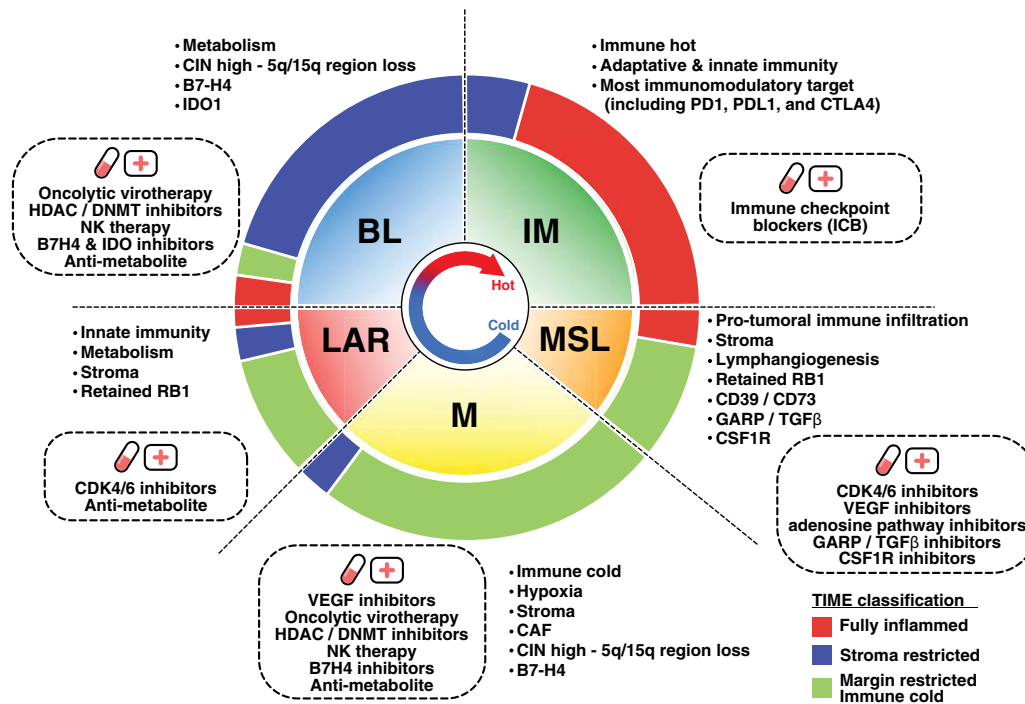 • Metabolism
• CIN high - 5q/15q region loss
• B7-H4
• IDO1
• Immune hot
• Adaptative & innate immunity
• Most immunomodulatory target
(including PD1, PDL1, and CTLA4)
Oncolytic virotherapy
HDAC / DNMT inhibitors
NK therapy
B7H4 & IDO inhibitors
Anti-metabolite
Immune checkpoint
blockers (ICB)
BL
IM
Hot
Cold
LAR
MSL
M
• Innate immunity
• Metabolism
• Stroma
• Retained RB1
• Pro-tumoral immune infiltration
• Stroma
• Lymphangiogenesis
• Retained RB1
• CD39 / CD73
• GARP / TGFβ
• CSF1R
CDK4/6 inhibitors
Anti-metabolite
CDK4/6 inhibitors
VEGF inhibitors
adenosine pathway inhibitors
GARP / TGFβ inhibitors
CSF1R inhibitors
VEGF inhibitors
Oncolytic virotherapy
HDAC / DNMT inhibitors
NK therapy
B7H4 inhibitors
Anti-metabolite
• Immune cold
• Hypoxia
• Stroma
• CAF
• CIN high - 5q/15q region loss
• B7-H4
TIME classification
Fully inflammed
Stroma restricted
Margin restricted
Immune cold